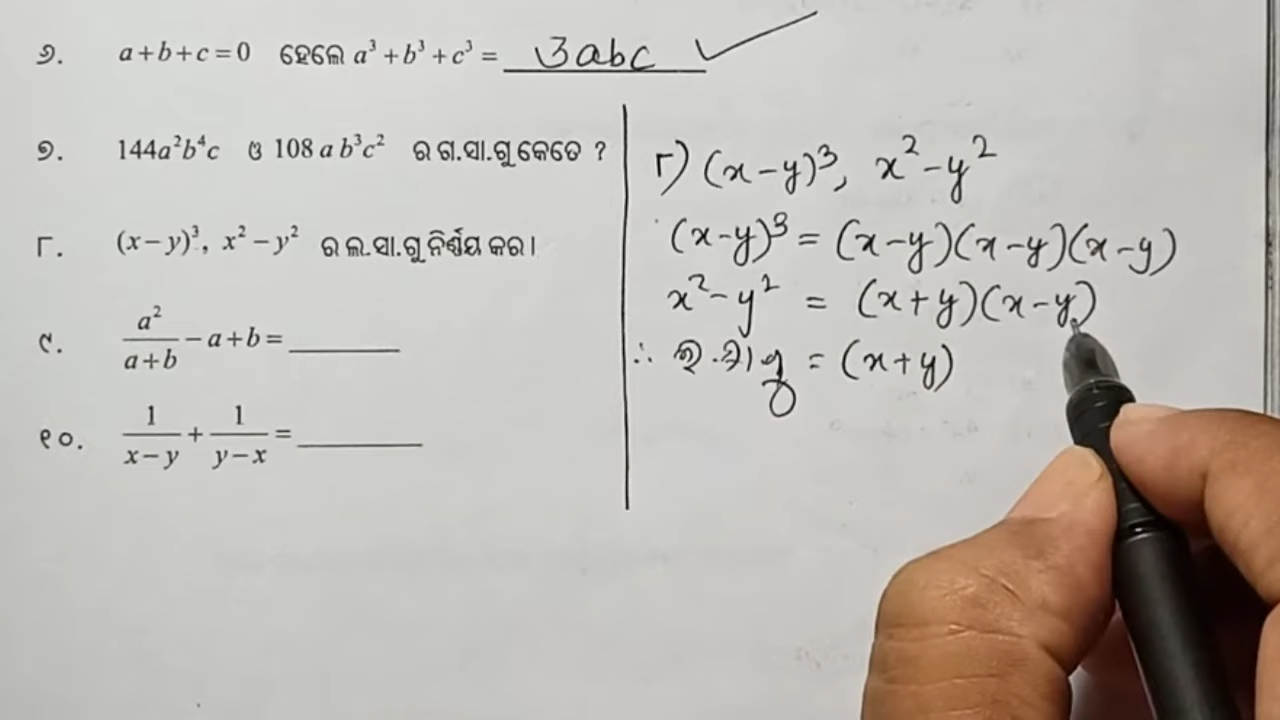 ୬. a + b + c = 0 ହେଲେ a³ + b³ + c³ = 3abc ✓
୭. 144a²b⁴c ଓ 108 a b³c² ର ଗ.ସା.ଗୁ କେତେ ?
୮. (x − y)³, x² − y² ର ଲ.ସା.ଗୁ ନିର୍ଣ୍ଣୟ କର।
୯. a²/(a + b) − a + b = ________
୧୦. 1/(x − y) + 1/(y − x) = ________
୮) (x − y)³, x² − y²
(x − y)³ = (x − y)(x − y)(x − y)
x² − y² = (x + y)(x − y)
∴ ଲ.ସା.ଗୁ = (x + y)